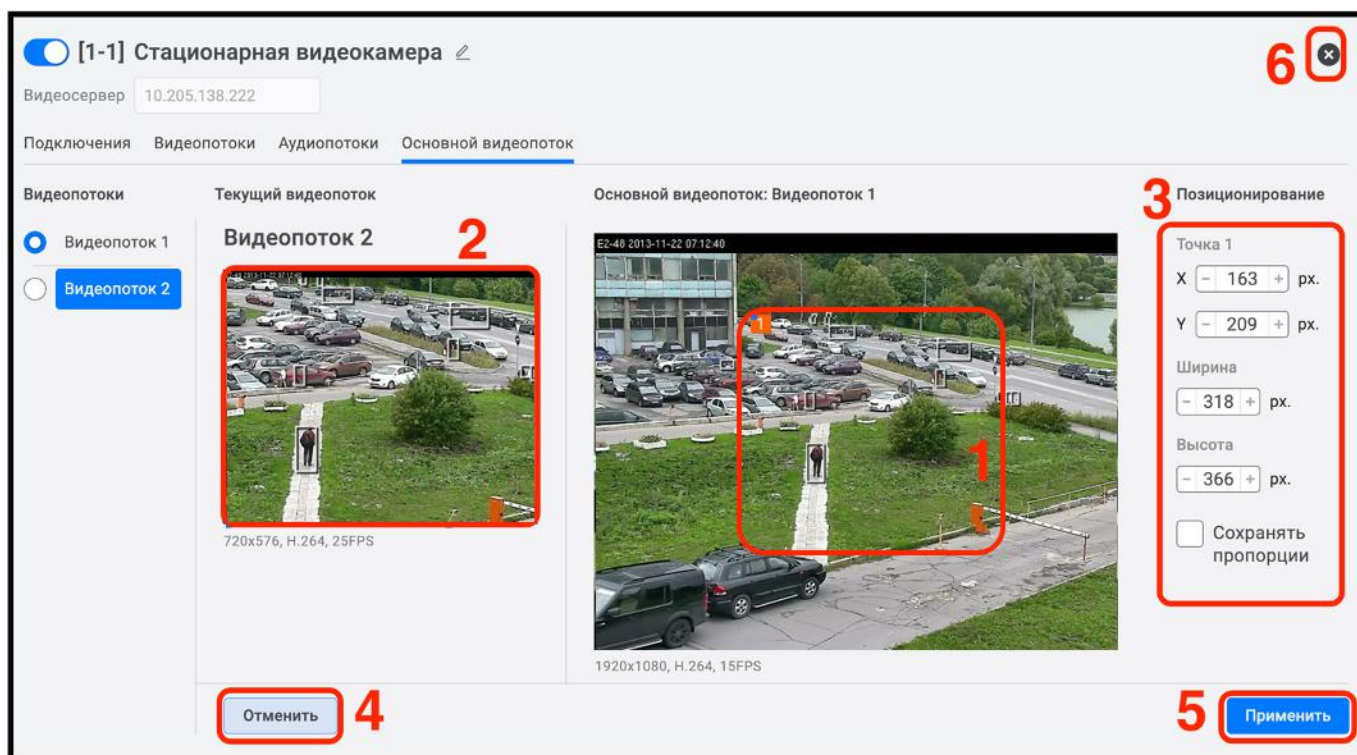 [1-1] Стационарная видеокамера
6
Видеосервер 10.205.138.222
Подключения Видеопотоки Аудиопотоки Основной видеопоток
Видеопотоки
Видеопоток 1
Видеопоток 2
Текущий видеопоток
Видеопоток 2
2
720x576, H.264, 25FPS
Основной видеопоток: Видеопоток 1
E2-48 2013-11-22 07:12:40
1
1
1920x1080, H.264, 15FPS
3
Позиционирование
Точка 1
X - 163 + px.
Y - 209 + px.
Ширина
- 318 + px.
Высота
- 366 + px.
Сохранять
пропорции
Отменить
4
5
Применить